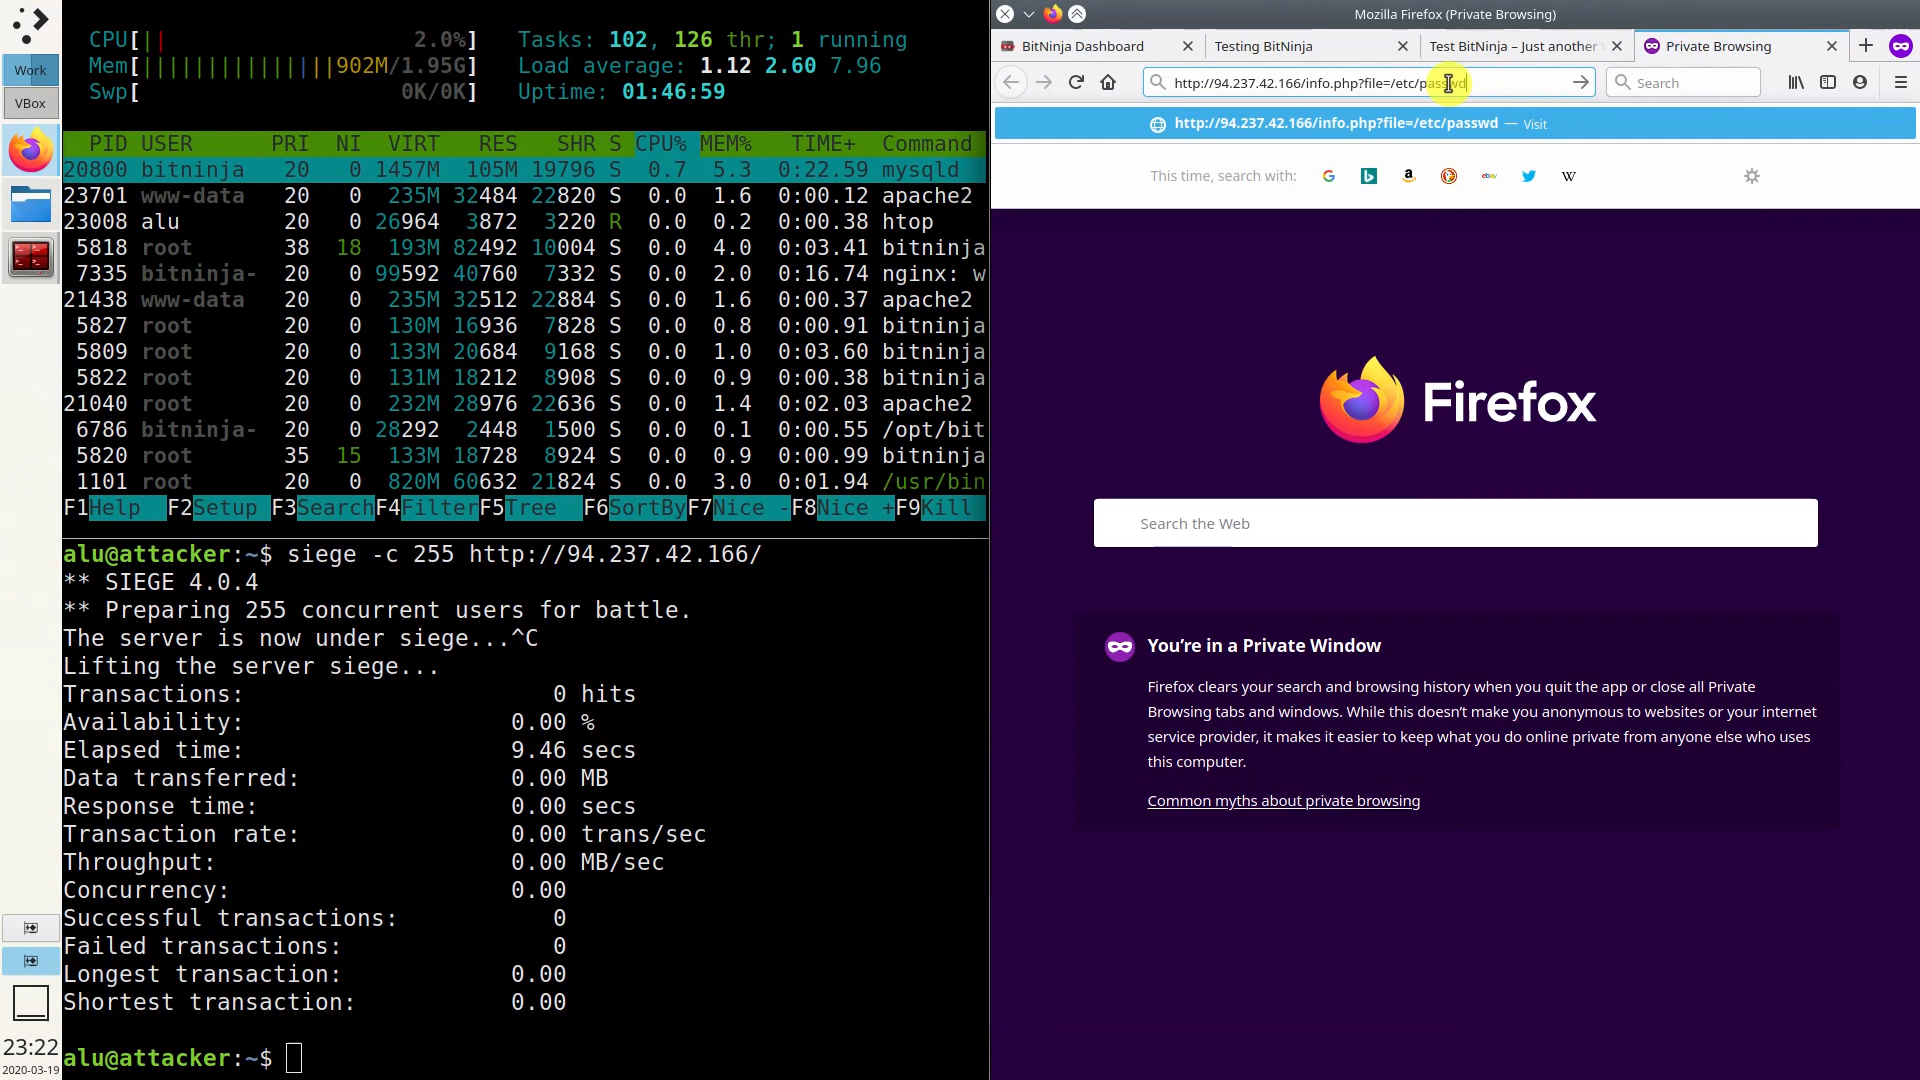 Work
VBox
23:22
2020-03-19
CPU[|| 2.0%] Tasks: 102, 126 thr; 1 running
Mem[|||||||||||||||902M/1.95G] Load average: 1.12 2.60 7.96
Swp[ 0K/0K] Uptime: 01:46:59
PID USER PRI NI VIRT RES SHR S CPU% MEM% TIME+ Command
20800 bitninja 20 0 1457M 105M 19796 S 0.7 5.3 0:22.59 mysqld
23701 www-data 20 0 235M 32484 22820 S 0.0 1.6 0:00.12 apache2
23008 alu 20 0 26964 3872 3220 R 0.0 0.2 0:00.38 htop
5818 root 38 18 193M 82492 10004 S 0.0 4.0 0:03.41 bitninja
7335 bitninja- 20 0 99592 40760 7332 S 0.0 2.0 0:16.74 nginx: w
21438 www-data 20 0 235M 32512 22884 S 0.0 1.6 0:00.37 apache2
5827 root 20 0 130M 16936 7828 S 0.0 0.8 0:00.91 bitninja
5809 root 20 0 133M 20684 9168 S 0.0 1.0 0:03.60 bitninja
5822 root 20 0 131M 18212 8908 S 0.0 0.9 0:00.38 bitninja
21040 root 20 0 232M 28976 22636 S 0.0 1.4 0:02.03 apache2
6786 bitninja- 20 0 28292 2448 1500 S 0.0 0.1 0:00.55 /opt/bit
5820 root 35 15 133M 18728 8924 S 0.0 0.9 0:00.99 bitninja
1101 root 20 0 820M 60632 21824 S 0.0 3.0 0:01.94 /usr/bin
F1Help F2Setup F3SearchF4FilterF5Tree F6SortByF7Nice -F8Nice +F9Kill
alu@attacker:~$ siege -c 255 http://94.237.42.166/
** SIEGE 4.0.4
** Preparing 255 concurrent users for battle.
The server is now under siege...^C
Lifting the server siege...
Transactions: 0 hits
Availability: 0.00 %
Elapsed time: 9.46 secs
Data transferred: 0.00 MB
Response time: 0.00 secs
Transaction rate: 0.00 trans/sec
Throughput: 0.00 MB/sec
Concurrency: 0.00
Successful transactions: 0
Failed transactions: 0
Longest transaction: 0.00
Shortest transaction: 0.00
alu@attacker:~$
Mozilla Firefox (Private Browsing)
BitNinja Dashboard
Testing BitNinja
Test BitNinja – Just another
Private Browsing
http://94.237.42.166/info.php?file=/etc/passwd
Search
http://94.237.42.166/info.php?file=/etc/passwd — Visit
This time, search with:
Firefox
Search the Web
You’re in a Private Window
Firefox clears your search and browsing history when you quit the app or close all Private
Browsing tabs and windows. While this doesn’t make you anonymous to websites or your internet
service provider, it makes it easier to keep what you do online private from anyone else who uses
this computer.
Common myths about private browsing